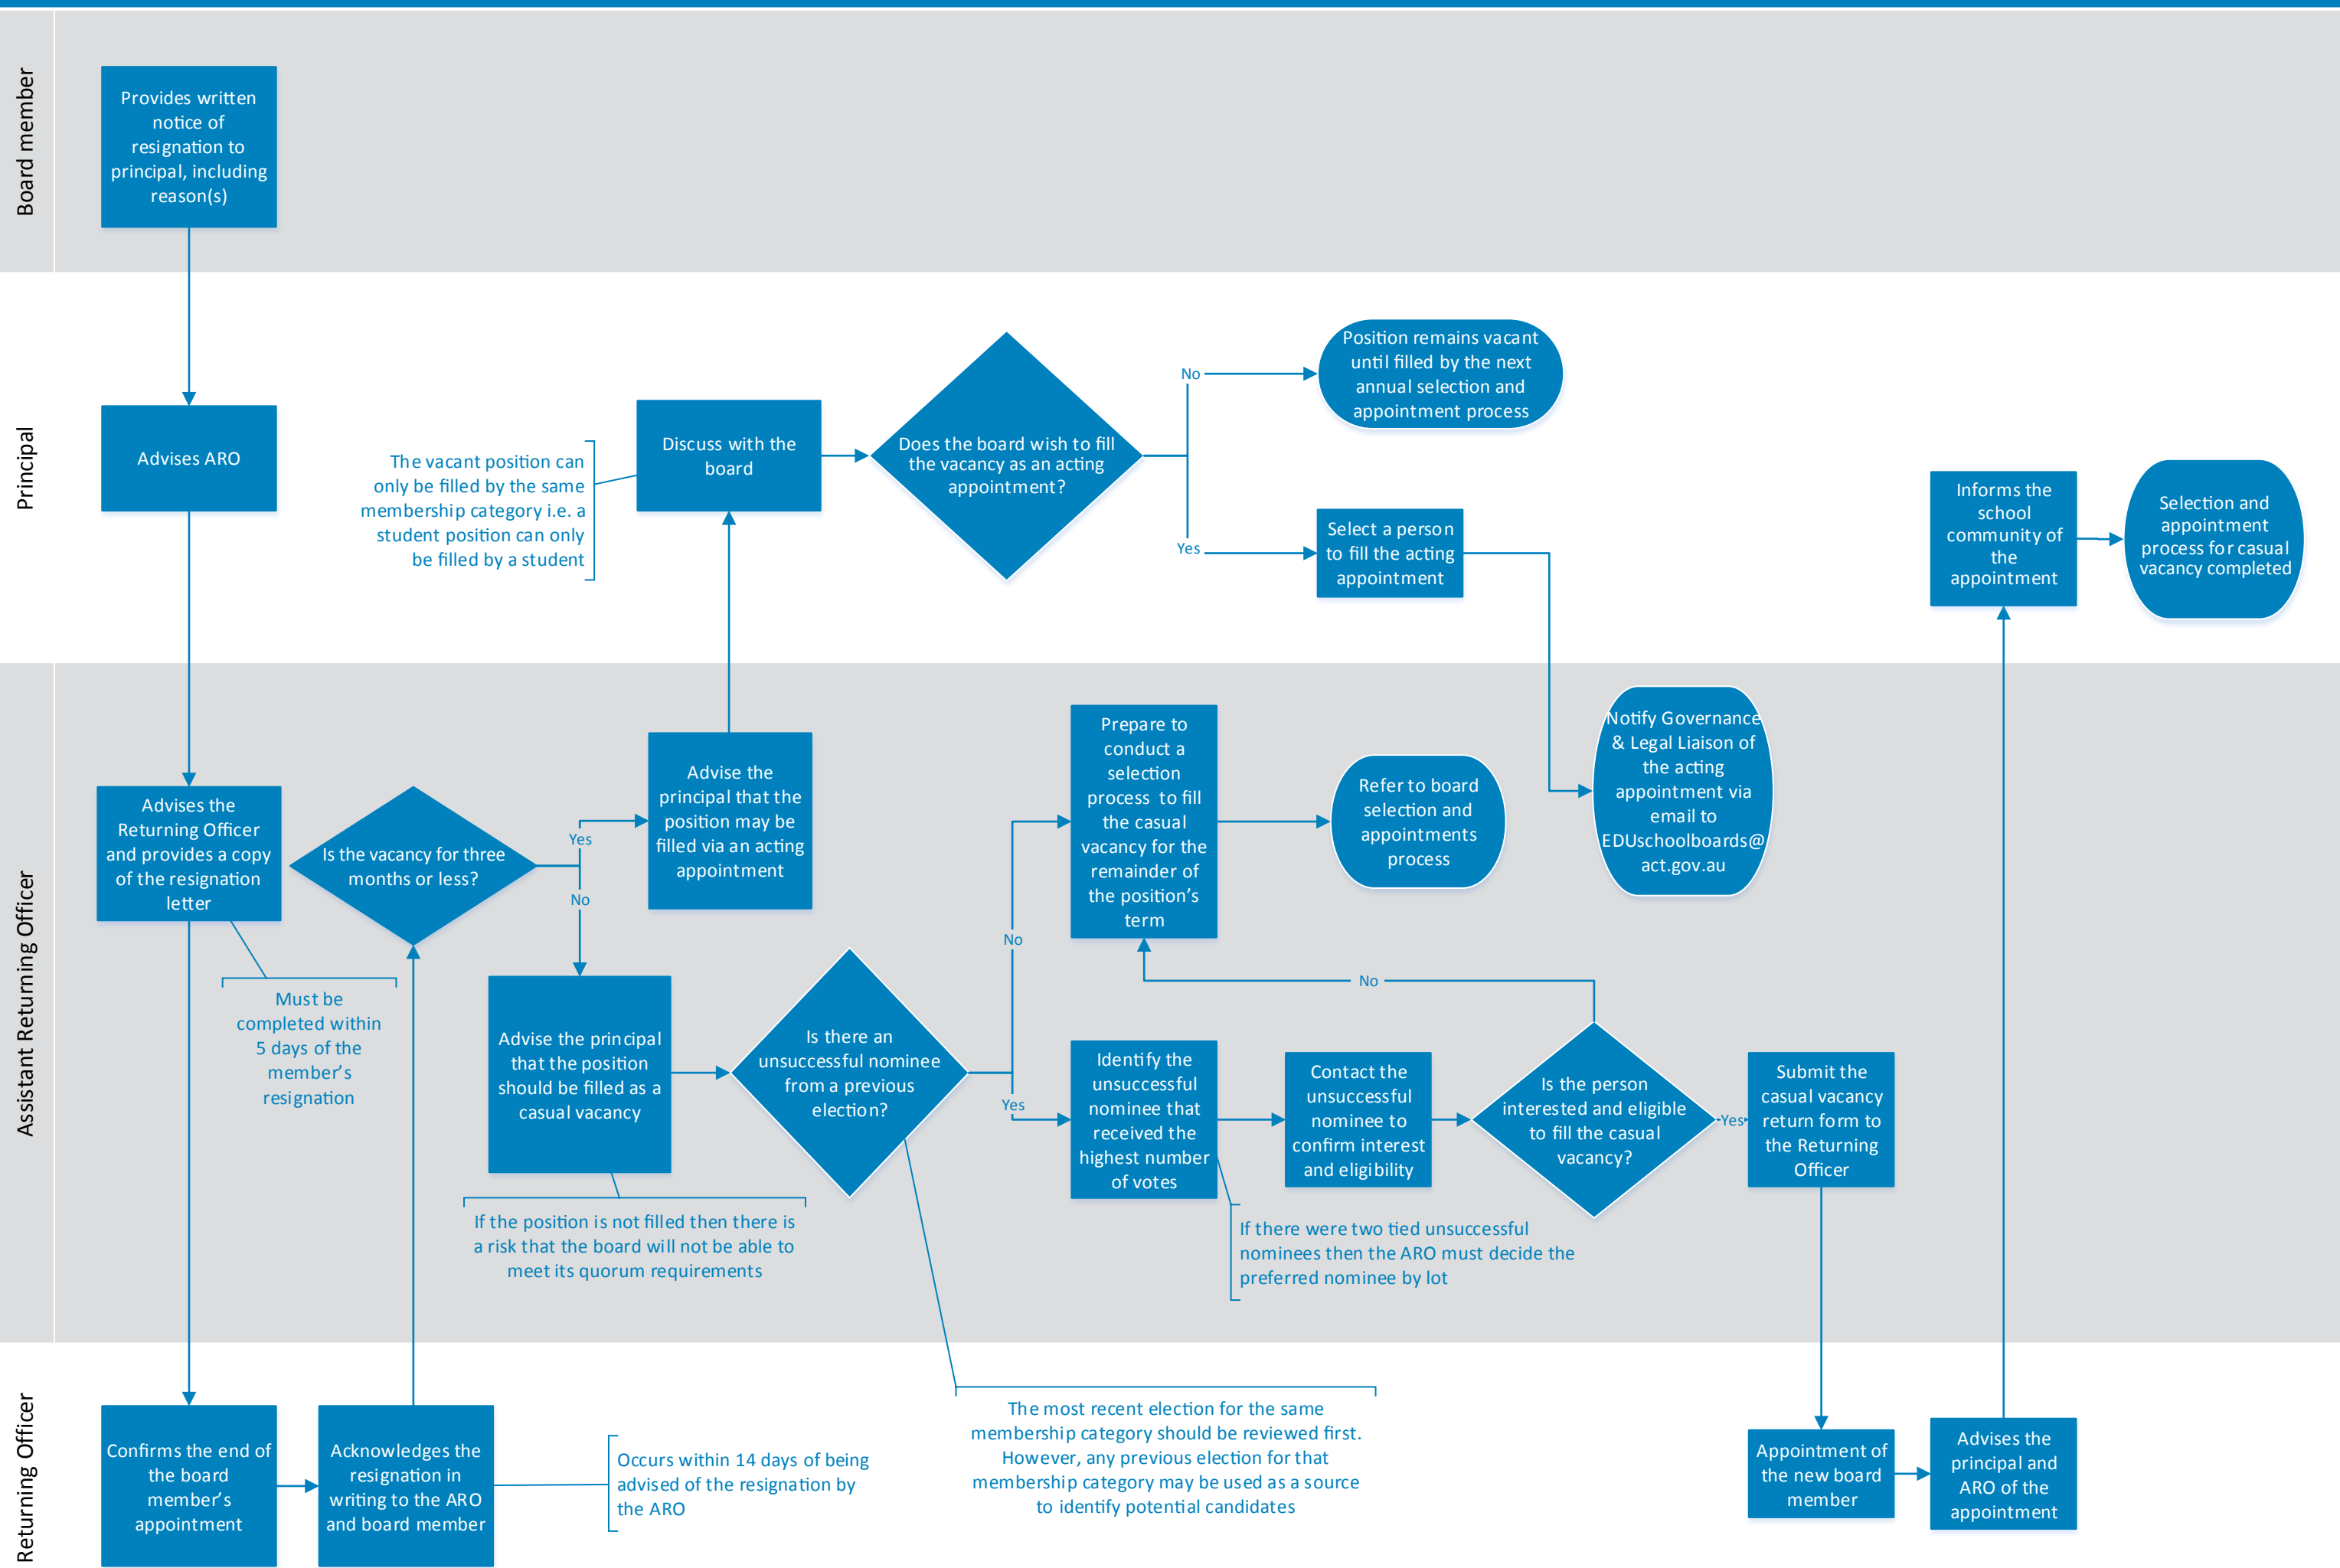 Board member
Provides written
notice of
resignation to
principal, including
reason(s)
Principal
Advises ARO
The vacant position can
only be filled by the same
membership category i.e. a
student position can only
be filled by a student
Discuss with the
board
Does the board wish to fill
the vacancy as an acting
appointment?
No
Position remains vacant
until filled by the next
annual selection and
appointment process
Yes
Select a person
to fill the acting
appointment
Informs the
school
community of
the
appointment
Selection and
appointment
process for casual
vacancy completed
Assistant Returning Officer
Advises the
Returning Officer
and provides a copy
of the resignation
letter
Must be
completed within
5 days of the
member's
resignation
Is the vacancy for three
months or less?
Yes
No
Advise the
principal that the
position may be
filled via an acting
appointment
Advise the principal
that the position
should be filled as a
casual vacancy
If the position is not filled then there is
a risk that the board will not be able to
meet its quorum requirements
Is there an
unsuccessful nominee
from a previous
election?
No
Yes
Prepare to
conduct a
selection
process to fill
the casual
vacancy for the
remainder of
the position's
term
Refer to board
selection and
appointments
process
Notify Governance
& Legal Liaison of
the acting
appointment via
email to
EDUschoolboards@
act.gov.au
No
Identify the
unsuccessful
nominee that
received the
highest number
of votes
Contact the
unsuccessful
nominee to
confirm interest
and eligibility
If there were two tied unsuccessful
nominees then the ARO must decide the
preferred nominee by lot
Is the person
interested and eligible
to fill the casual
vacancy?
Yes
Submit the
casual vacancy
return form to
the Returning
Officer
Returning Officer
Confirms the end of
the board
member's
appointment
Acknowledges the
resignation in
writing to the ARO
and board member
Occurs within 14 days of being
advised of the resignation by
the ARO
The most recent election for the same
membership category should be reviewed first.
However, any previous election for that
membership category may be used as a source
to identify potential candidates
Appointment of
the new board
member
Advises the
principal and
ARO of the
appointment